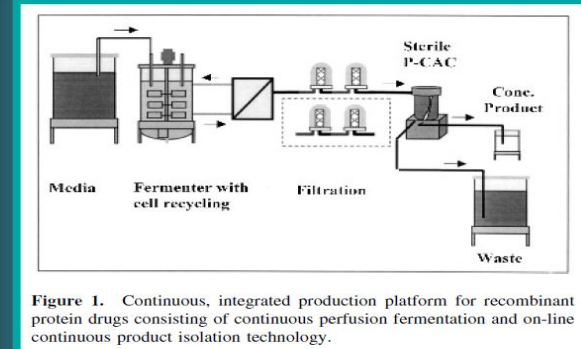 Sterile
P-CAC
Conc.
Product
Media
Fermenter with
cell recycling
Filtration
Waste
Figure 1. Continuous, integrated production platform for recombinant
protein drugs consisting of continuous perfusion fermentation and on-line
continuous product isolation technology.